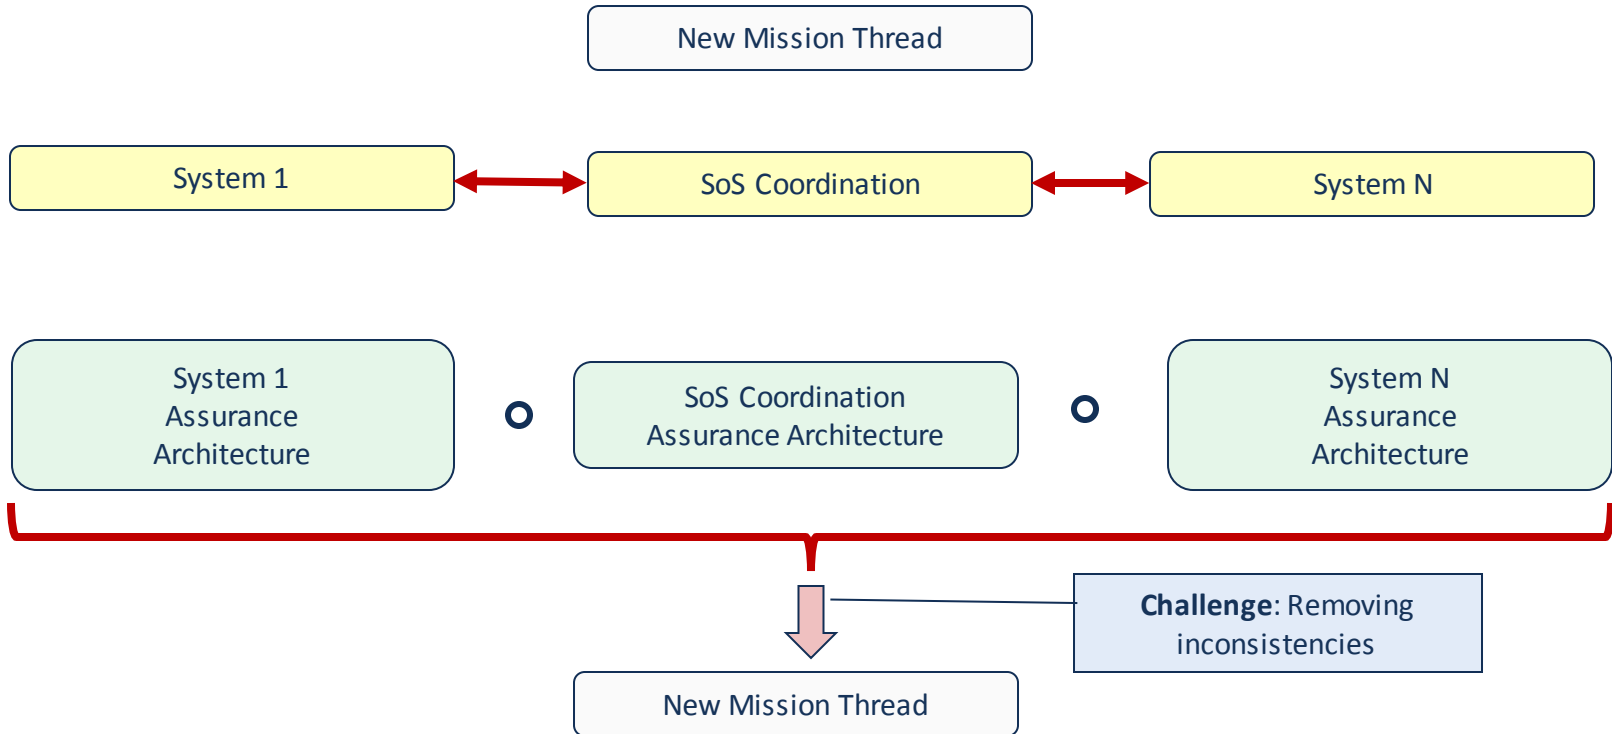 New Mission Thread
System 1
SoS Coordination
System N
System 1
Assurance
Architecture
SoS Coordination
Assurance Architecture
System N
Assurance
Architecture
Challenge: Removing
inconsistencies
New Mission Thread